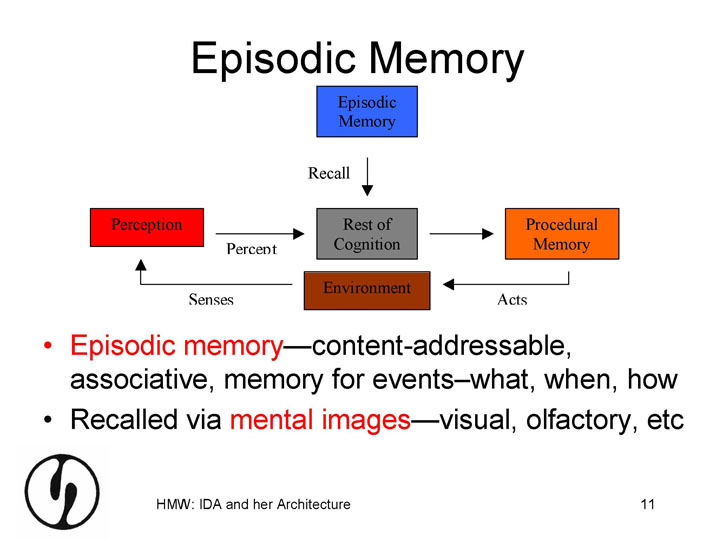 Episodic Memory
Episodic
Memory
Recall
Perception
Percept
Rest of
Cognition
Procedural
Memory
Senses
Environment
Acts
• Episodic memory—content-addressable,
associative, memory for events–what, when, how
• Recalled via mental images—visual, olfactory, etc
HMW: IDA and her Architecture
11